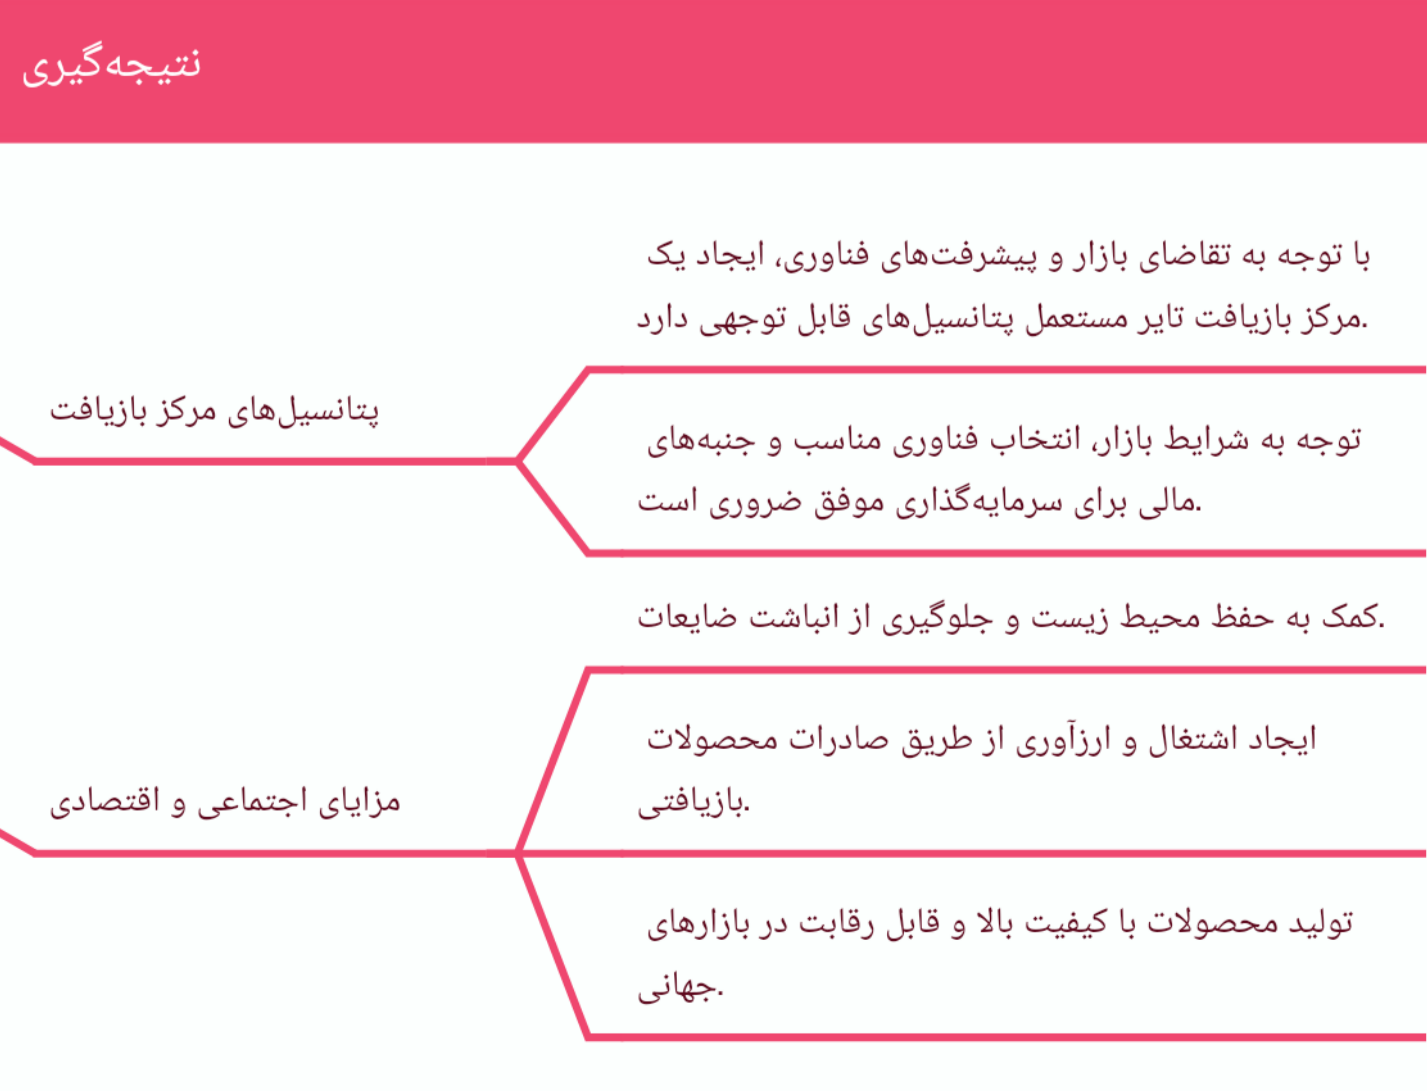 نتیجه‌گیری
با توجه به تقاضای بازار و پیشرفت‌های فناوری، ایجاد یک
مرکز بازیافت تایر مستعمل پتانسیل‌های قابل توجهی دارد.
پتانسیل‌های مرکز بازیافت
توجه به شرایط بازار، انتخاب فناوری مناسب و جنبه‌های
مالی برای سرمایه‌گذاری موفق ضروری است.
کمک به حفظ محیط زیست و جلوگیری از انباشت ضایعات.
ایجاد اشتغال و ارزآوری از طریق صادرات محصولات
بازیافتی.
مزایای اجتماعی و اقتصادی
تولید محصولات با کیفیت بالا و قابل رقابت در بازارهای
جهانی.